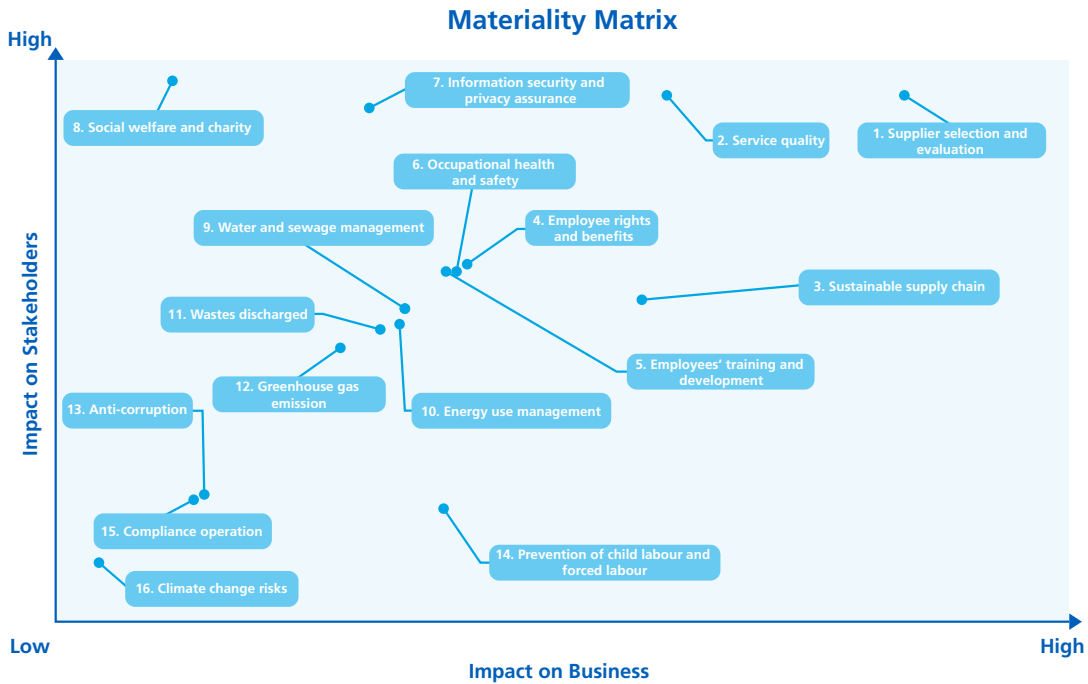 Materiality Matrix
High
7. Information security and
privacy assurance
8. Social welfare and charity
2. Service quality
1. Supplier selection and
evaluation
6. Occupational health
and safety
9. Water and sewage management
4. Employee rights
and benefits
3. Sustainable supply chain
11. Wastes discharged
5. Employees’ training and
development
12. Greenhouse gas
emission
13. Anti-corruption
10. Energy use management
15. Compliance operation
14. Prevention of child labour and
forced labour
16. Climate change risks
Impact on Stakeholders
Low
High
Impact on Business